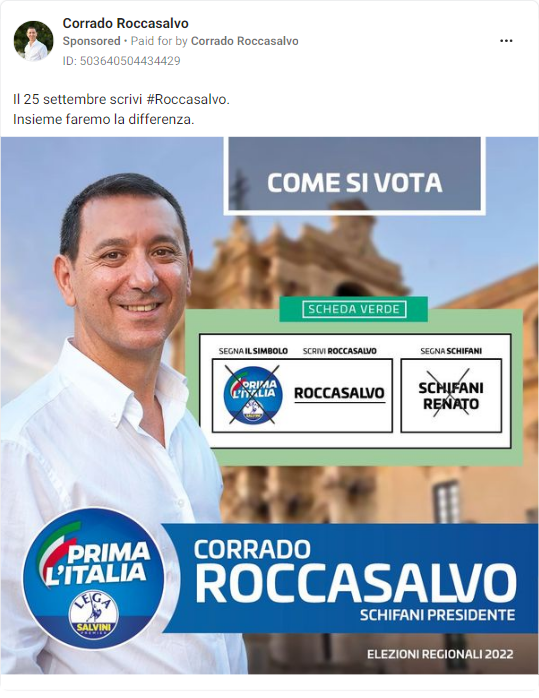 Corrado Roccasalvo
Sponsored • Paid for by Corrado Roccasalvo
ID: 503640504434429
Il 25 settembre scrivi #Roccasalvo.
Insieme faremo la differenza.
COME SI VOTA
SCHEDA VERDE
SEGNA IL SIMBOLO SCRIVI ROCCASALVO SEGNA SCHIFANI
PRIMA
L'ITALIA
ROCCASALVO
SCHIFANI
RENATO
PRIMA
L'ITALIA
LEGA
SALVINI
PREMIER
CORRADO
ROCCASALVO
SCHIFANI PRESIDENTE
ELEZIONI REGIONALI 2022